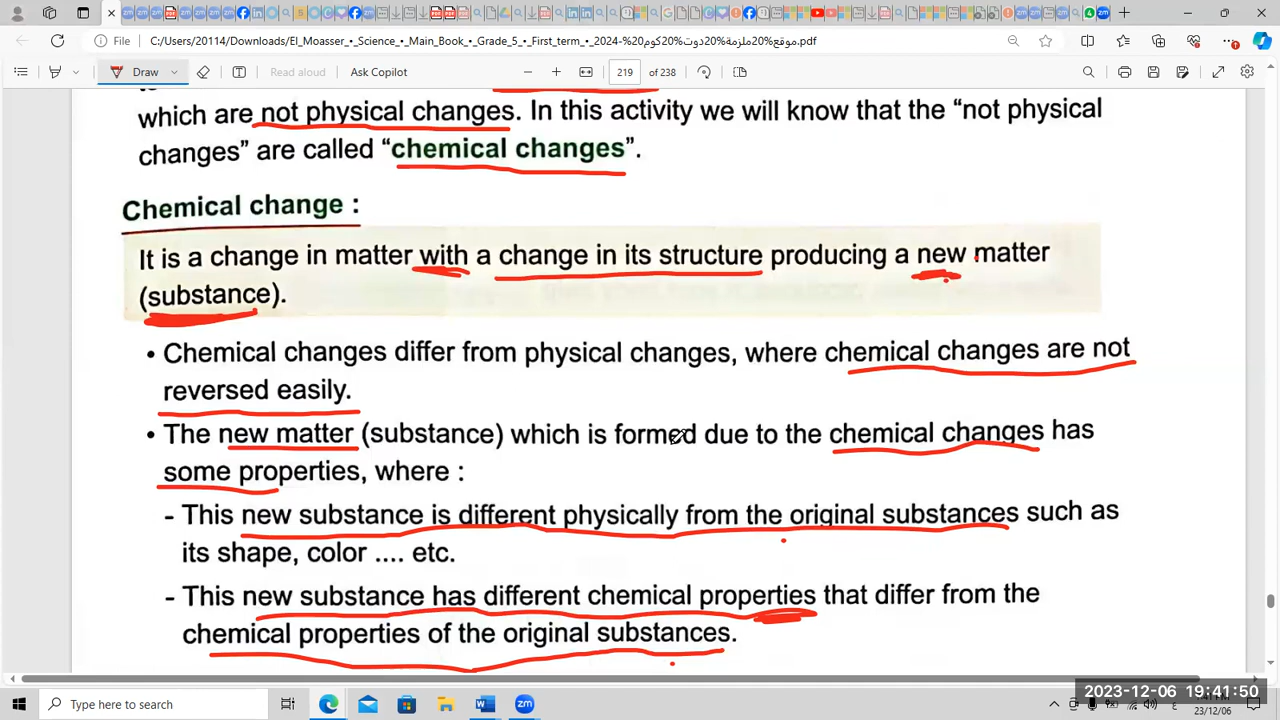 File
C:/Users/20114/Downloads/El_Moasser_•_Science_•_Main_Book_•_Grade_5_•_First_term_•_2024-%20موقع%20ملزمة%20دوت%20كوم.pdf
Draw
Read aloud
Ask Copilot
219 of 238
which are not physical changes. In this activity we will know that the “not physical
changes” are called “chemical changes”.
Chemical change :
It is a change in matter with a change in its structure producing a new matter
(substance).
• Chemical changes differ from physical changes, where chemical changes are not
reversed easily.
• The new matter (substance) which is formed due to the chemical changes has
some properties, where :
- This new substance is different physically from the original substances such as
its shape, color .... etc.
- This new substance has different chemical properties that differ from the
chemical properties of the original substances.
2023-12-06 19:41:50
Type here to search
23/12/06